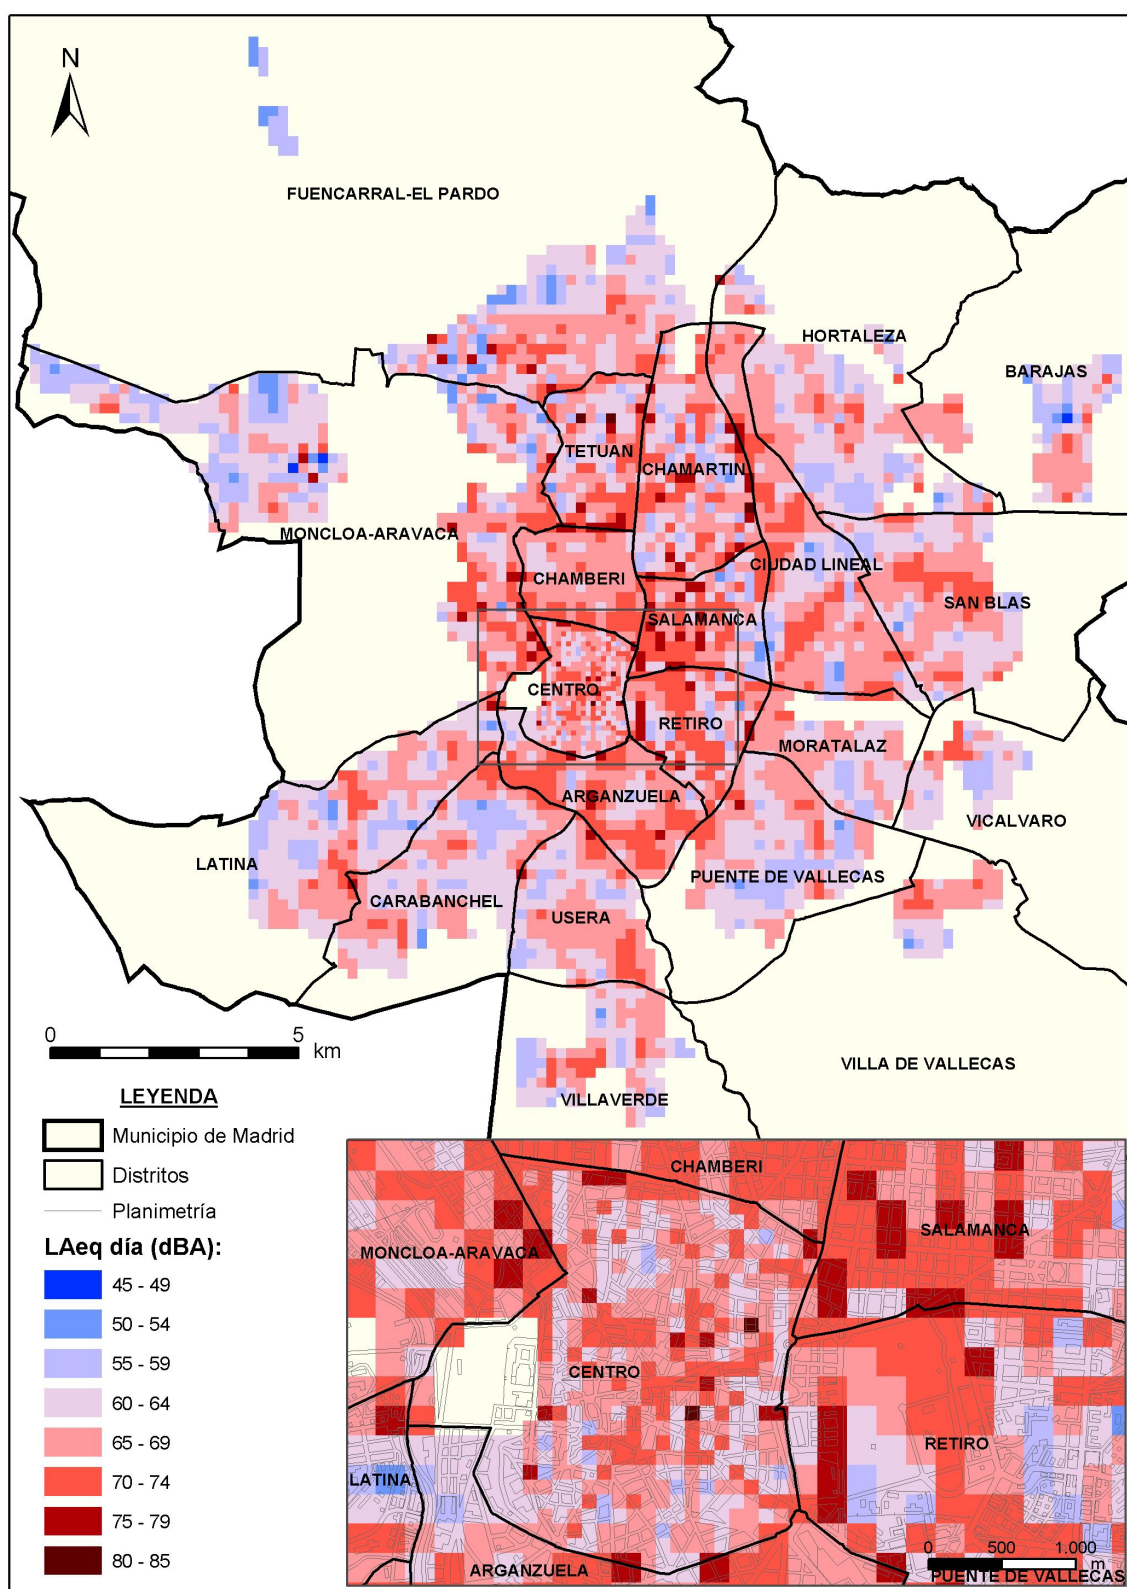 N
FUENCARRAL-EL PARDO
HORTALEZA
BARAJAS
TETUAN
CHAMARTIN
MONCLOA-ARAVACA
CIUDAD LINEAL
CHAMBERI
SAN BLAS
SALAMANCA
CENTRO
RETIRO
MORATALAZ
ARGANZUELA
VICALVARO
LATINA
PUENTE DE VALLECAS
CARABANCHEL
USERA
0 5
km
VILLA DE VALLECAS
VILLAVERDE
LEYENDA
Municipio de Madrid
Distritos
Planimetría
LAeq día (dBA):
45 - 49
50 - 54
55 - 59
60 - 64
65 - 69
70 - 74
75 - 79
80 - 85
CHAMBERI
SALAMANCA
MONCLOA-ARAVACA
CENTRO
RETIRO
LATINA
0 500 1.000
m
ARGANZUELA
PUENTE DE VALLECAS